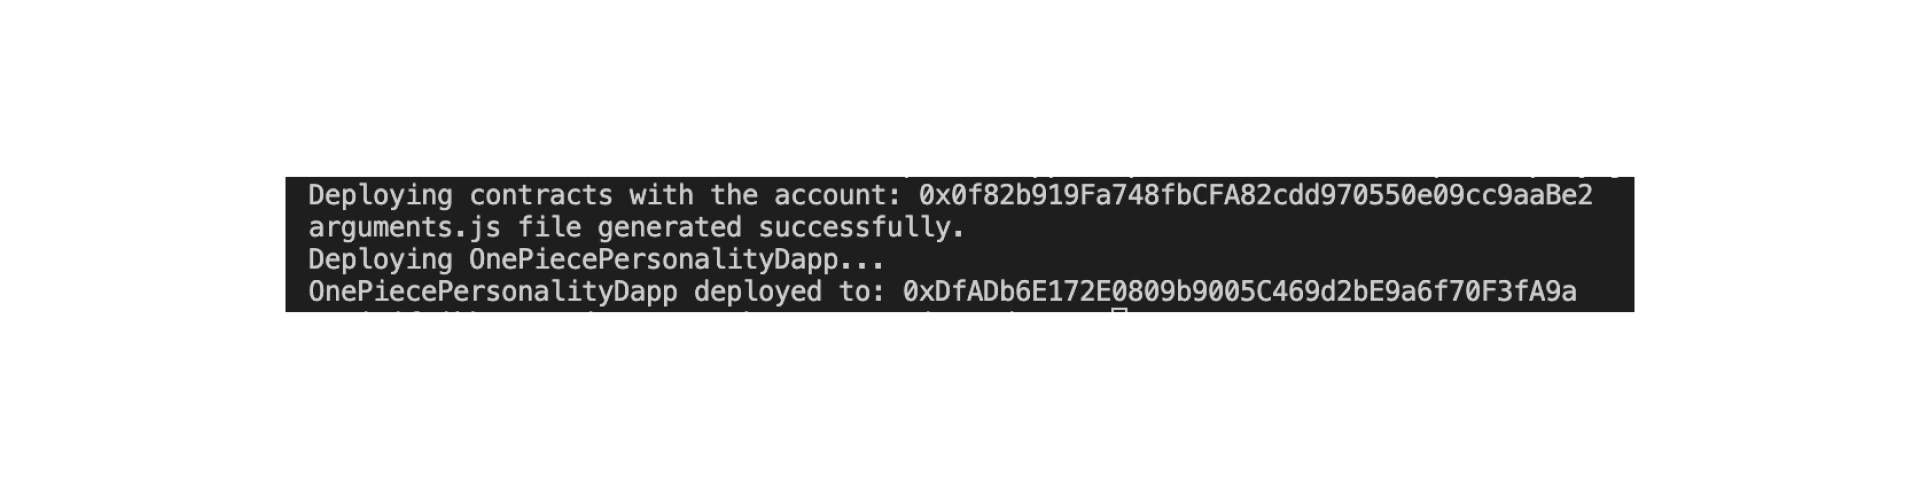 Deploying contracts with the account: 0x0f82b919Fa748fbCFA82cdd970550e09cc9aaBe2
arguments.js file generated successfully.
Deploying OnePiecePersonalityDapp...
OnePiecePersonalityDapp deployed to: 0xDfADb6E172E0809b9005C469d2bE9a6f70F3fA9a